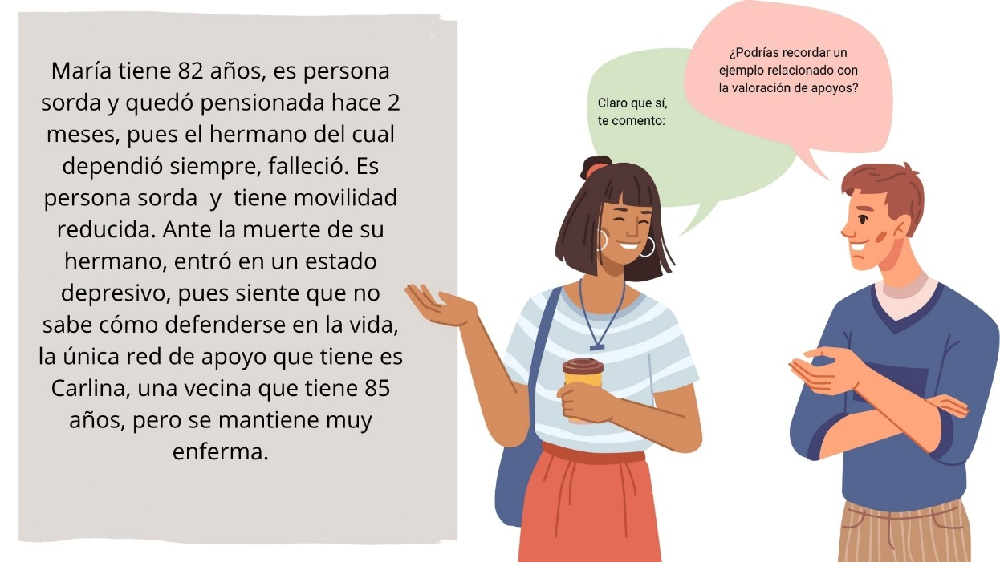 María tiene 82 años, es persona
sorda y quedó pensionada hace 2
meses, pues el hermano del cual
dependió siempre, falleció. Es
persona sorda  y  tiene movilidad
reducida. Ante la muerte de su
hermano, entró en un estado
depresivo, pues siente que no
sabe cómo defenderse en la vida,
la única red de apoyo que tiene es
Carlina, una vecina que tiene 85
años, pero se mantiene muy
enferma.
¿Podrías recordar un
ejemplo relacionado con
la valoración de apoyos?
Claro que sí,
te comento: